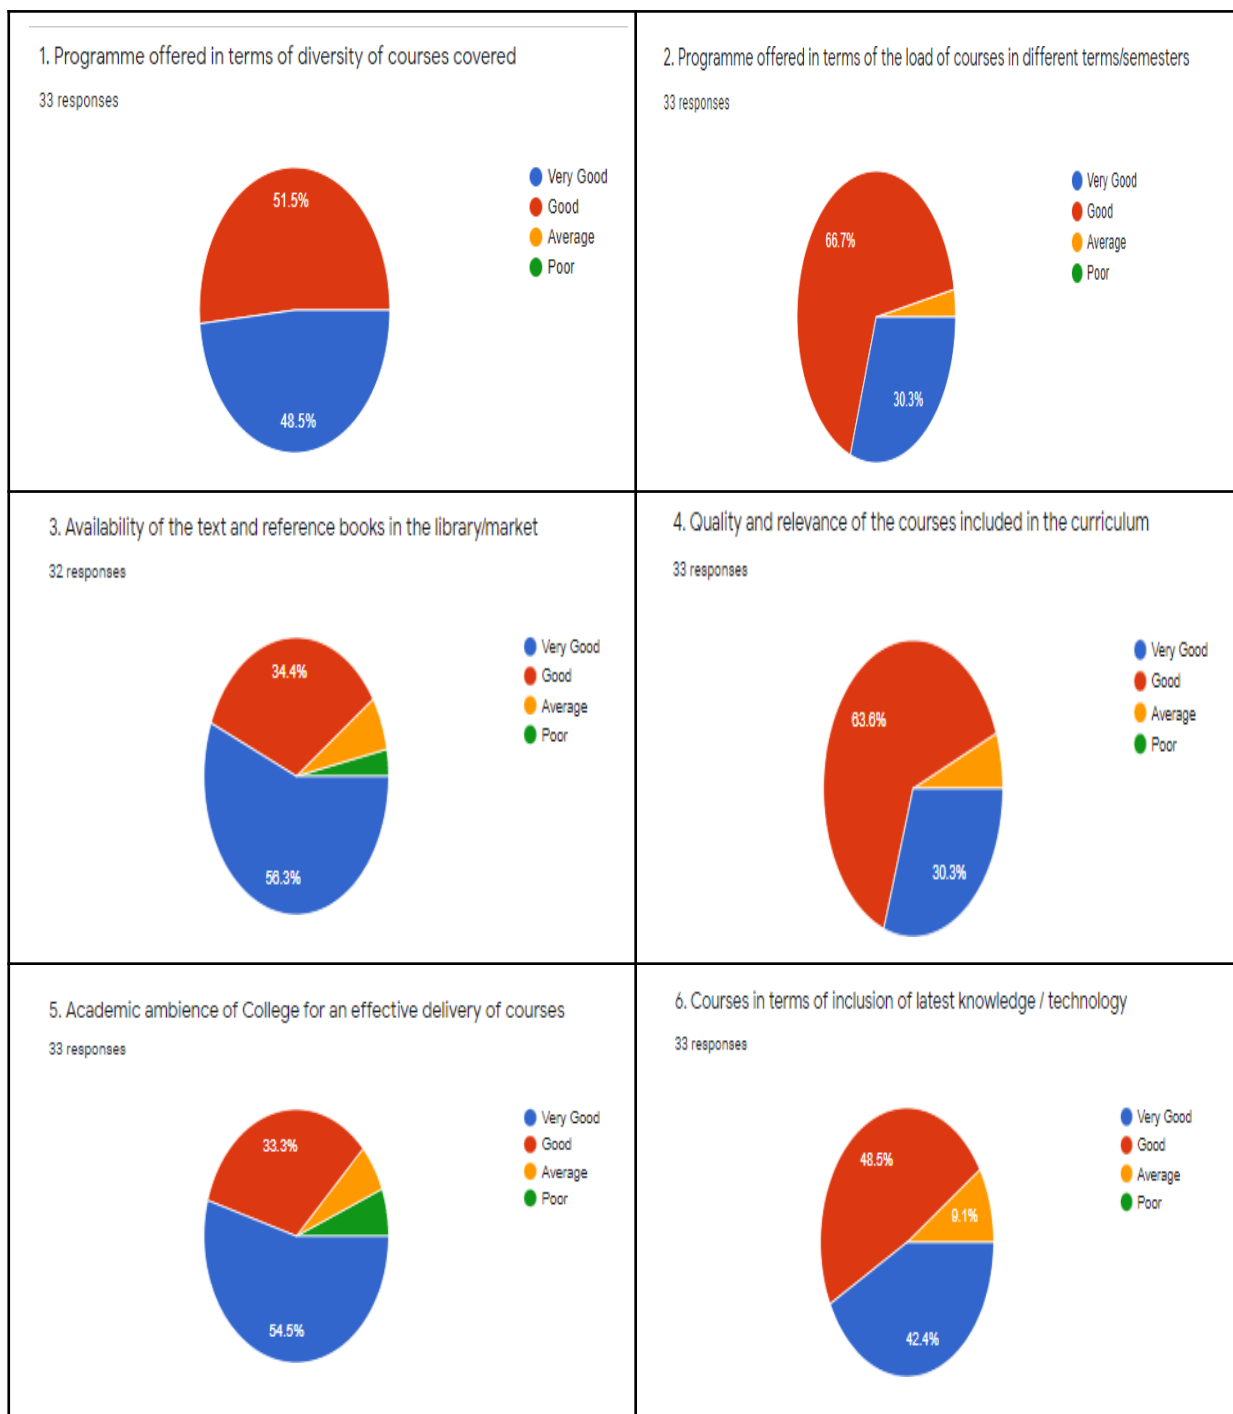 1. Programme offered in terms of diversity of courses covered
33 responses
Very Good
Good
Average
Poor
51.5%
48.5%
2. Programme offered in terms of the load of courses in different terms/semesters
33 responses
Very Good
Good
Average
Poor
66.7%
30.3%
3. Availability of the text and reference books in the library/market
32 responses
Very Good
Good
Average
Poor
34.4%
56.3%
4. Quality and relevance of the courses included in the curriculum
33 responses
Very Good
Good
Average
Poor
63.6%
30.3%
5. Academic ambience of College for an effective delivery of courses
33 responses
Very Good
Good
Average
Poor
33.3%
54.5%
6. Courses in terms of inclusion of latest knowledge / technology
33 responses
Very Good
Good
Average
Poor
48.5%
9.1%
42.4%